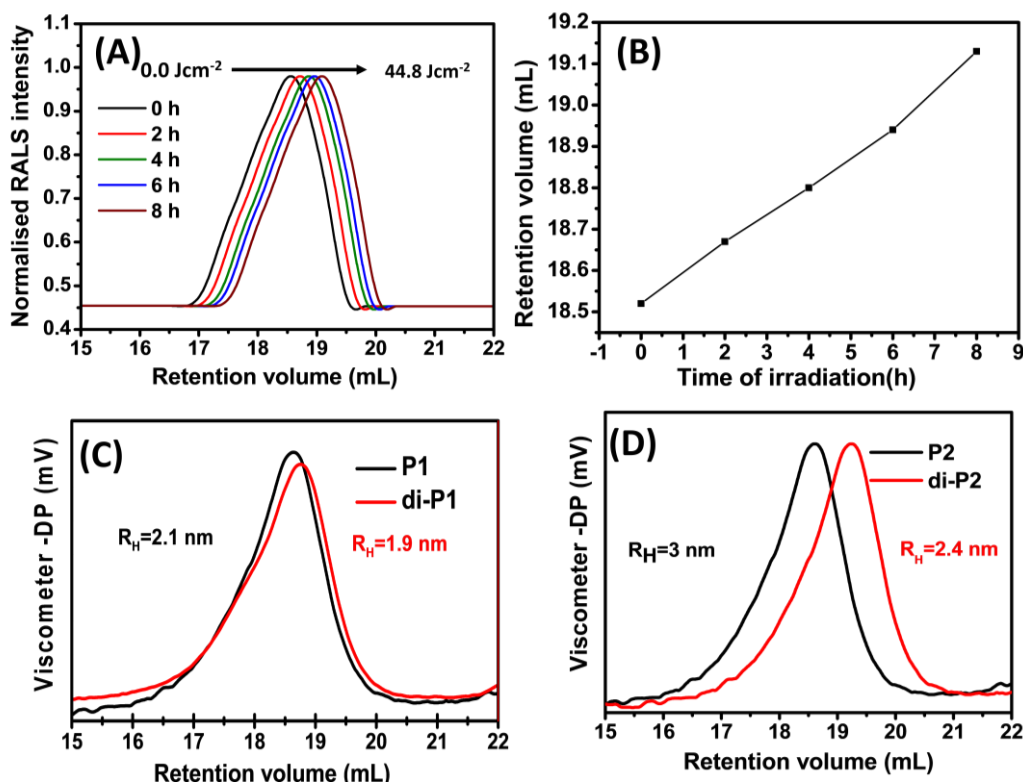 (A)
0.0 Jcm-2
44.8 Jcm-2
0 h
2 h
4 h
6 h
8 h
Normalised RALS intensity
1.1
1.0
0.9
0.8
0.7
0.6
0.5
0.4
15 16 17 18 19 20 21 22
Retention volume (mL)
(B)
Retention volume (mL)
19.2
19.1
19.0
18.9
18.8
18.7
18.6
18.5
-1 0 1 2 3 4 5 6 7 8 9
Time of irradiation(h)
(C)
P1
di-P1
RH=2.1 nm
RH=1.9 nm
Viscometer -DP (mV)
15 16 17 18 19 20 21 22
Retention volume (mL)
(D)
P2
di-P2
RH=3 nm
RH=2.4 nm
Viscometer -DP (mV)
15 16 17 18 19 20 21 22
Retention volume (mL)